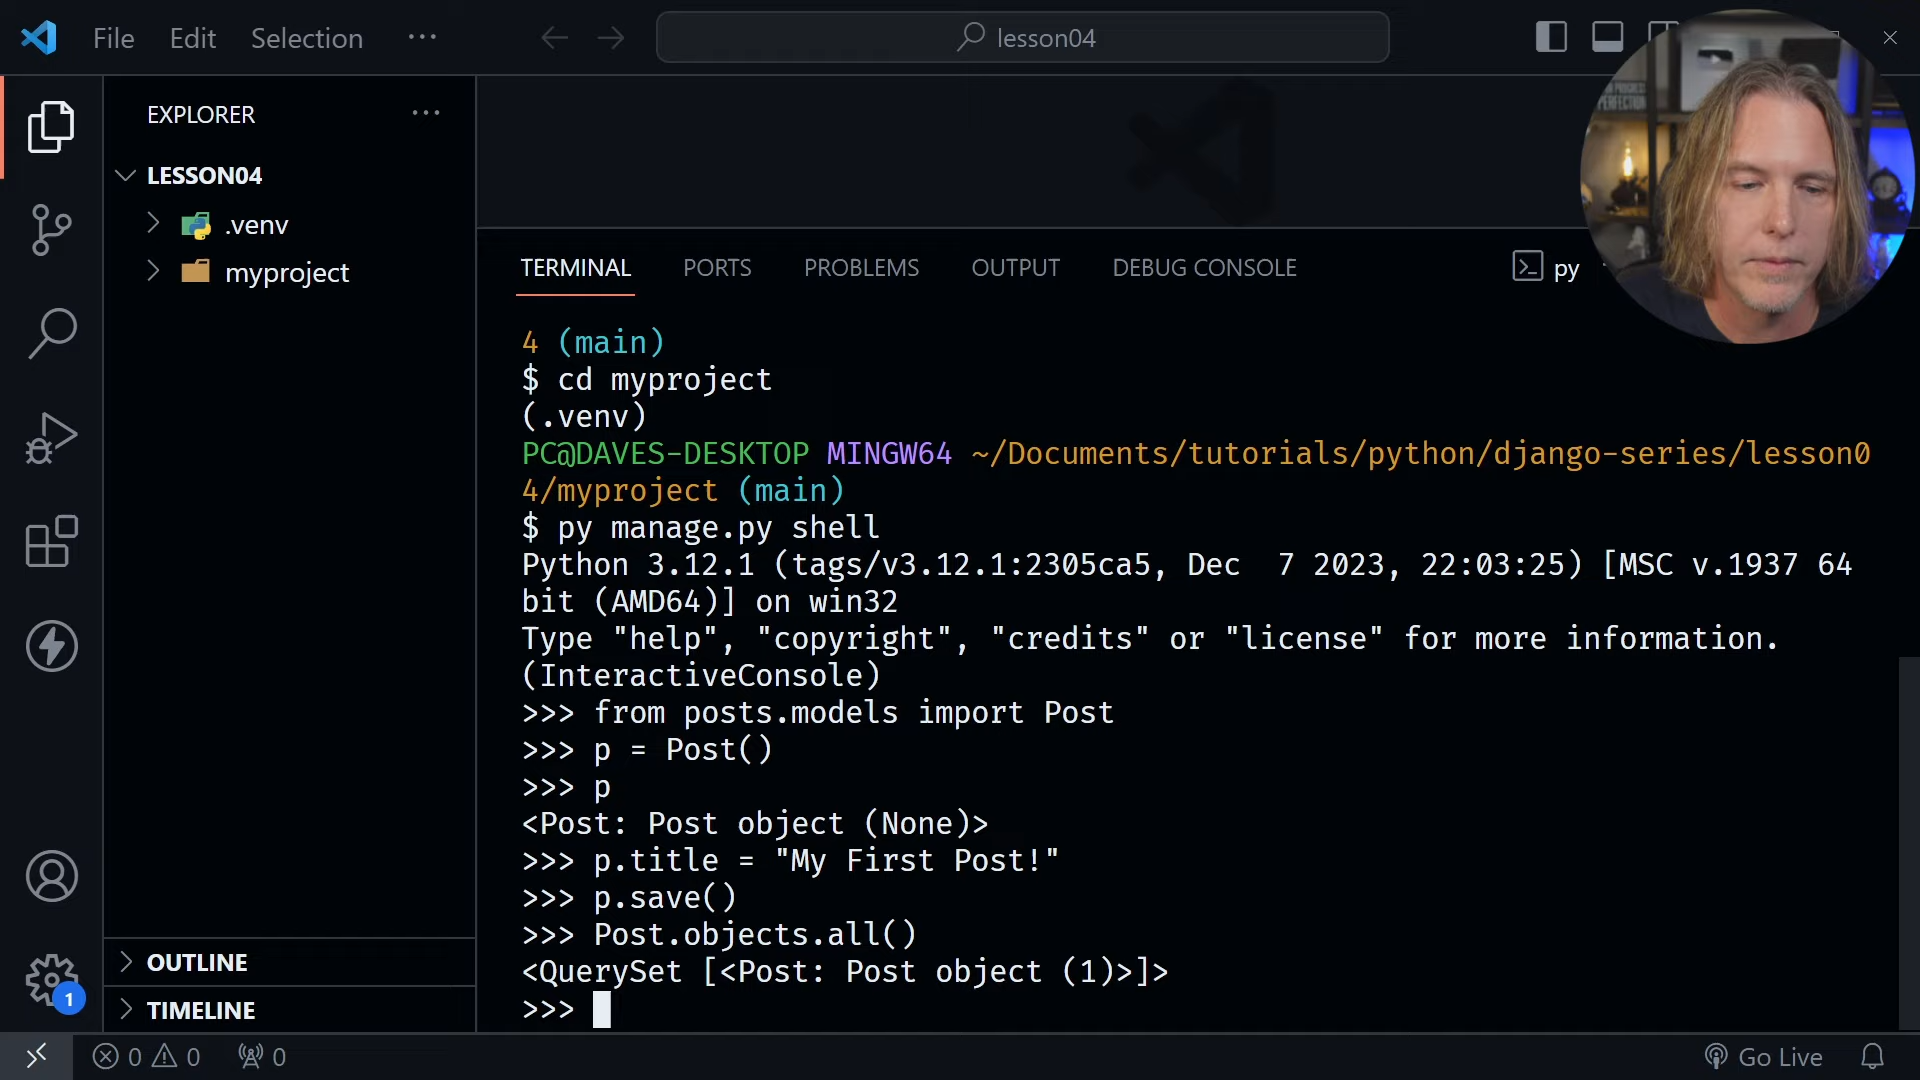 File Edit Selection ···
lesson04
EXPLORER ···
LESSON04
.venv
myproject
OUTLINE
TIMELINE
TERMINAL PORTS PROBLEMS OUTPUT DEBUG CONSOLE
py
4 (main)
$ cd myproject
(.venv)
PC@DAVES-DESKTOP MINGW64 ~/Documents/tutorials/python/django-series/lesson0
4/myproject (main)
$ py manage.py shell
Python 3.12.1 (tags/v3.12.1:2305ca5, Dec  7 2023, 22:03:25) [MSC v.1937 64
bit (AMD64)] on win32
Type "help", "copyright", "credits" or "license" for more information.
(InteractiveConsole)
>>> from posts.models import Post
>>> p = Post()
>>> p
<Post: Post object (None)>
>>> p.title = "My First Post!"
>>> p.save()
>>> Post.objects.all()
<QuerySet [<Post: Post object (1)>]>
>>>
1
0 0 0
Go Live